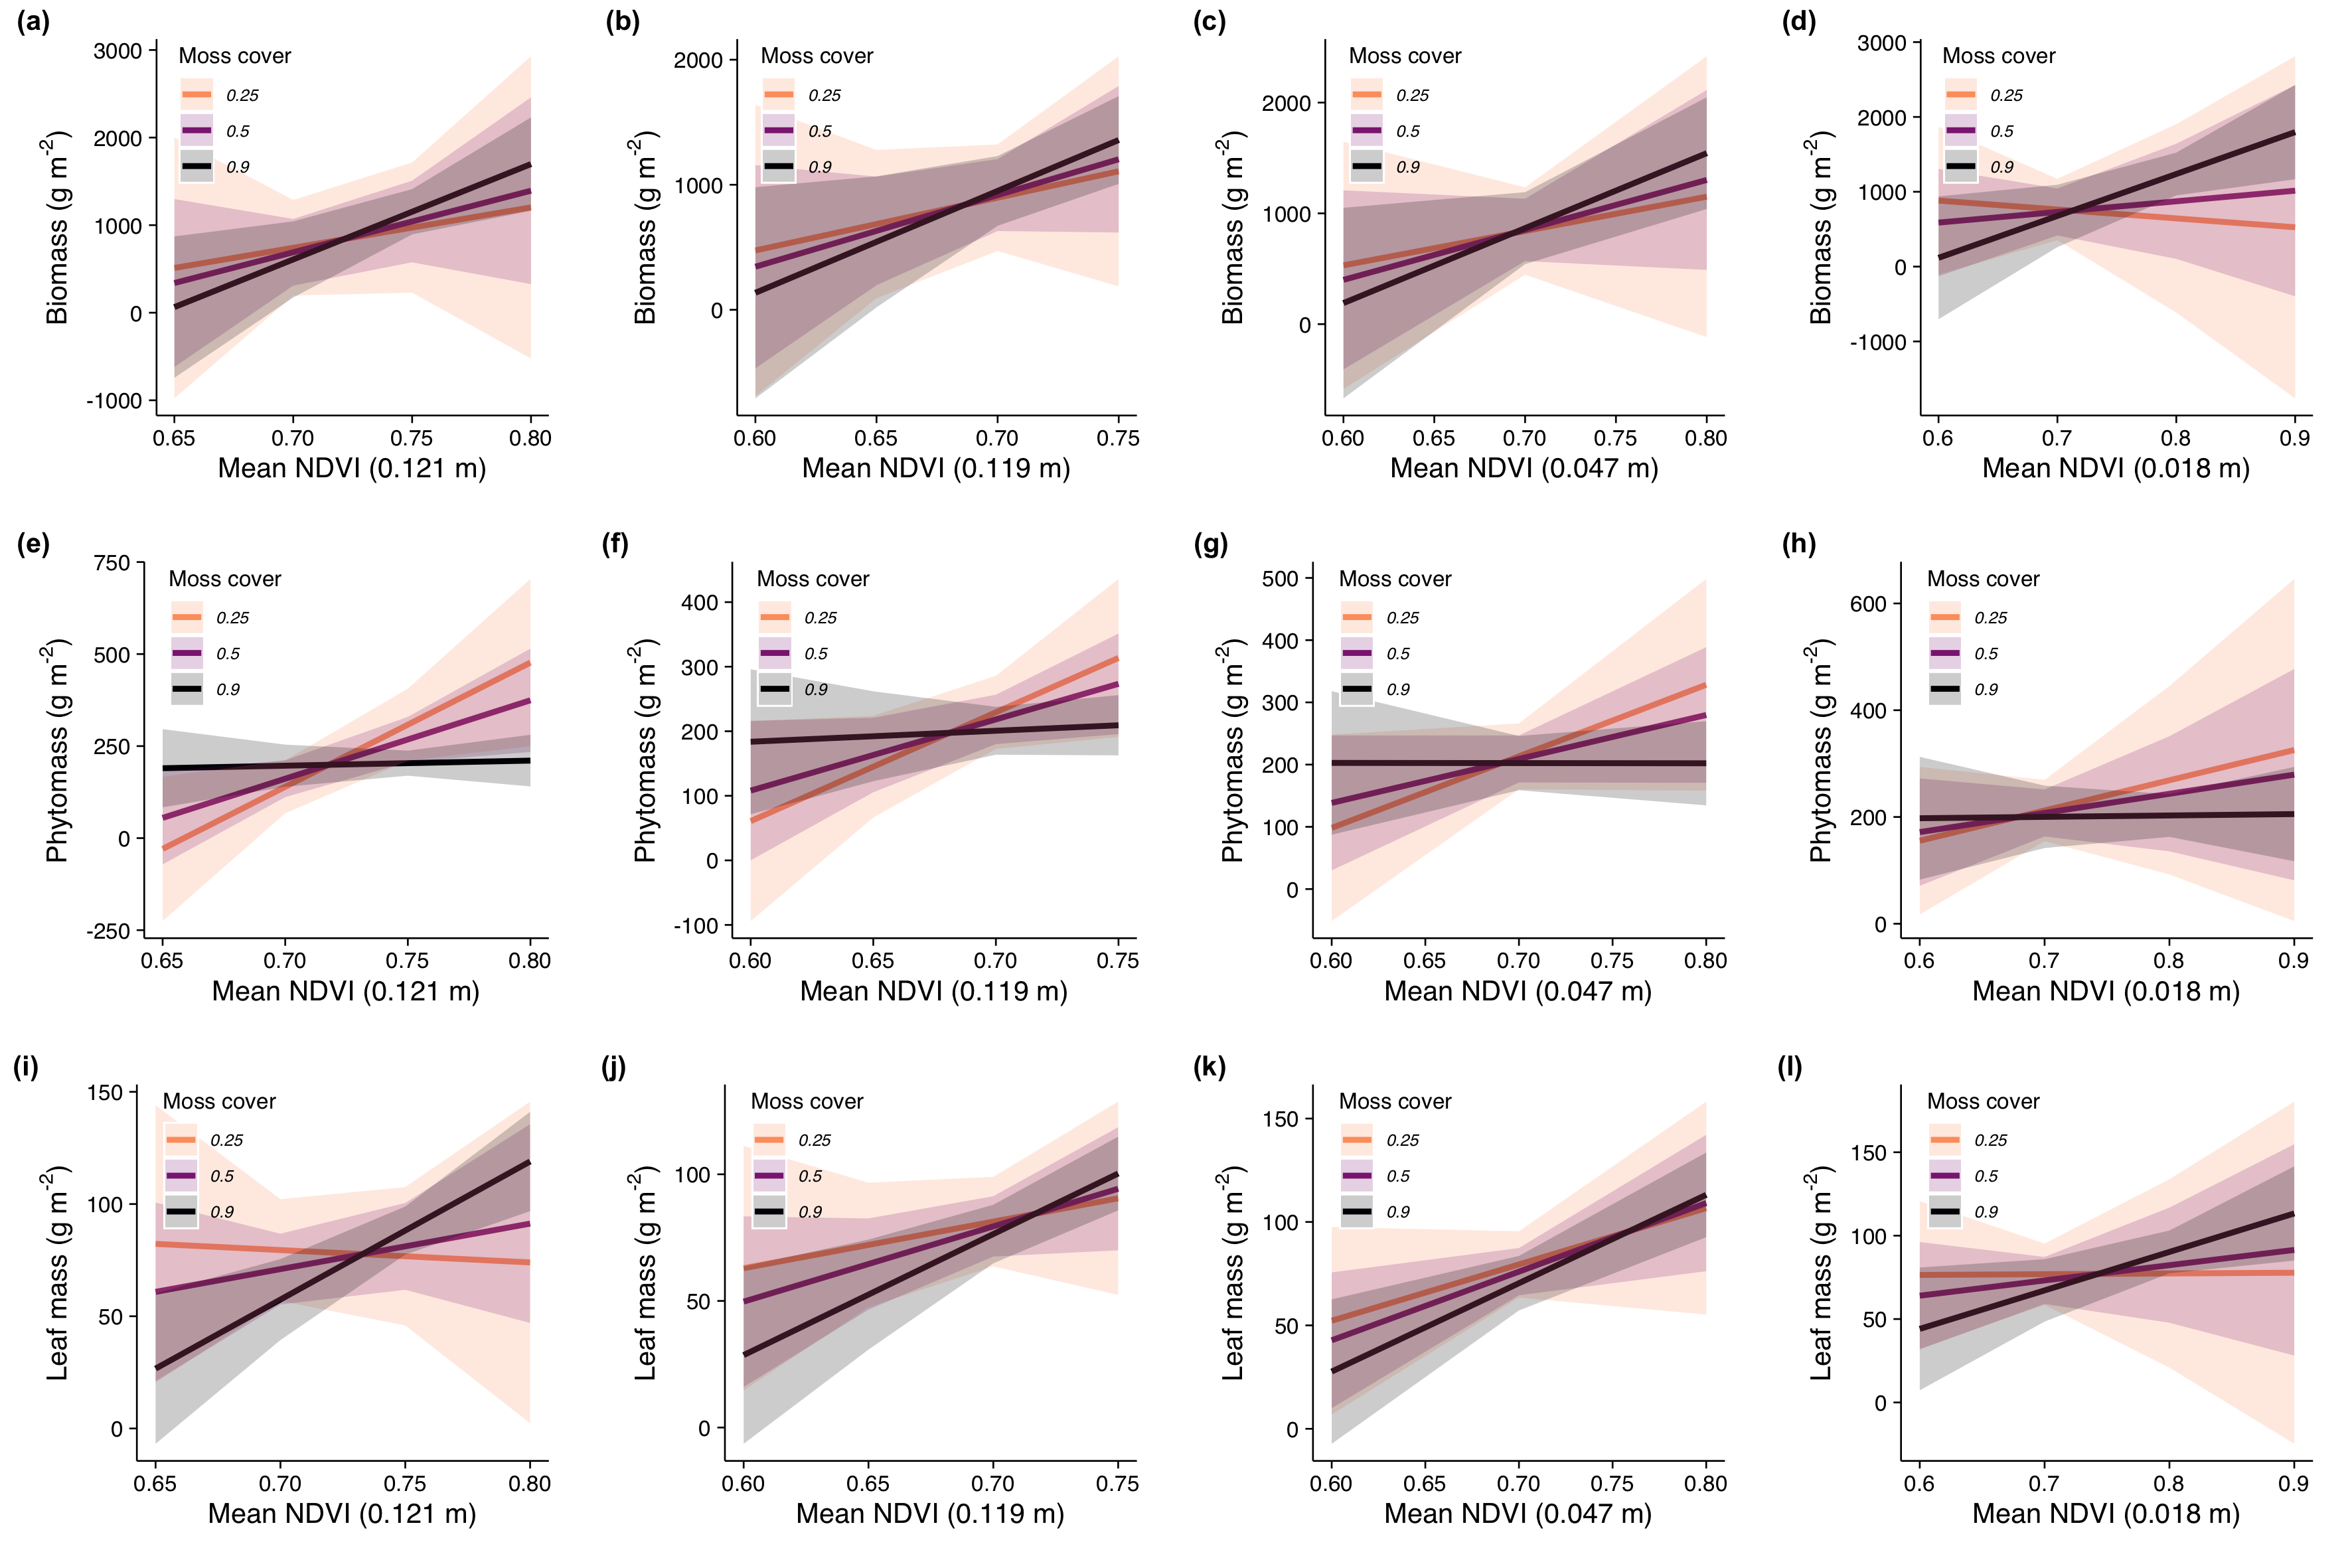 (a)
Moss cover
0.25
0.5
0.9
3000
2000
1000
0
-1000
Biomass (g m⁻²)
0.65 0.70 0.75 0.80
Mean NDVI (0.121 m)
(b)
Moss cover
0.25
0.5
0.9
2000
1000
0
Biomass (g m⁻²)
0.60 0.65 0.70 0.75
Mean NDVI (0.119 m)
(c)
Moss cover
0.25
0.5
0.9
2000
1000
0
Biomass (g m⁻²)
0.60 0.65 0.70 0.75 0.80
Mean NDVI (0.047 m)
(d)
Moss cover
0.25
0.5
0.9
3000
2000
1000
0
-1000
Biomass (g m⁻²)
0.6 0.7 0.8 0.9
Mean NDVI (0.018 m)
(e)
Moss cover
0.25
0.5
0.9
750
500
250
0
-250
Phytomass (g m⁻²)
0.65 0.70 0.75 0.80
Mean NDVI (0.121 m)
(f)
Moss cover
0.25
0.5
0.9
400
300
200
100
0
-100
Phytomass (g m⁻²)
0.60 0.65 0.70 0.75
Mean NDVI (0.119 m)
(g)
Moss cover
0.25
0.5
0.9
500
400
300
200
100
0
Phytomass (g m⁻²)
0.60 0.65 0.70 0.75 0.80
Mean NDVI (0.047 m)
(h)
Moss cover
0.25
0.5
0.9
600
400
200
0
Phytomass (g m⁻²)
0.6 0.7 0.8 0.9
Mean NDVI (0.018 m)
(i)
Moss cover
0.25
0.5
0.9
150
100
50
0
Leaf mass (g m⁻²)
0.65 0.70 0.75 0.80
Mean NDVI (0.121 m)
(j)
Moss cover
0.25
0.5
0.9
100
50
0
Leaf mass (g m⁻²)
0.60 0.65 0.70 0.75
Mean NDVI (0.119 m)
(k)
Moss cover
0.25
0.5
0.9
150
100
50
0
Leaf mass (g m⁻²)
0.60 0.65 0.70 0.75 0.80
Mean NDVI (0.047 m)
(l)
Moss cover
0.25
0.5
0.9
150
100
50
0
Leaf mass (g m⁻²)
0.6 0.7 0.8 0.9
Mean NDVI (0.018 m)